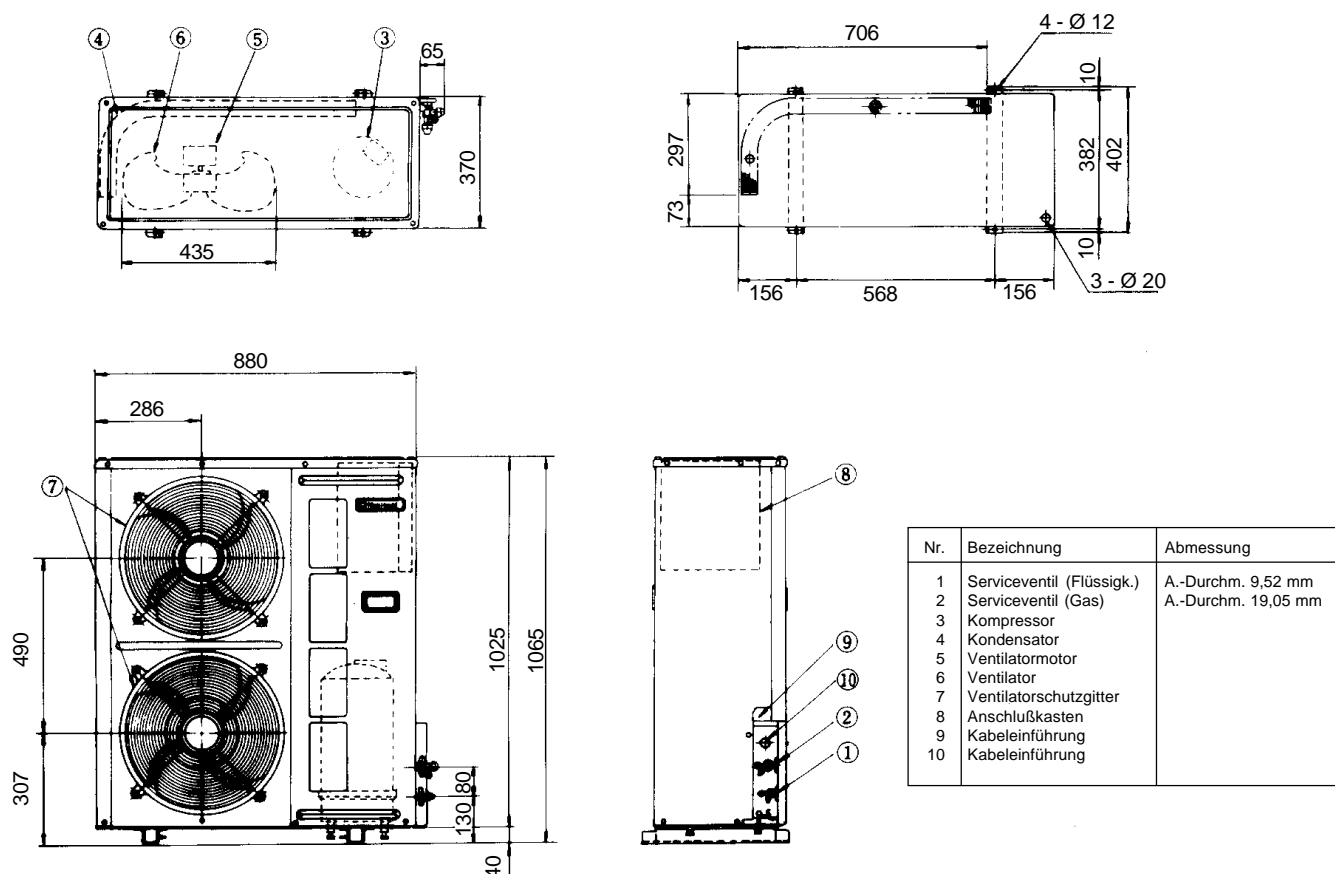 4
6
5
3
65
370
435
706
4 - Ø 12
10
297
73
382
402
10
156
568
156
3 - Ø 20
880
286
7
490
307
1025
1065
80
130
40
8
9
10
2
1
Nr. Bezeichnung Abmessung
1 Serviceventil (Flüssigk.) A.-Durchm. 9,52 mm
2 Serviceventil (Gas) A.-Durchm. 19,05 mm
3 Kompressor
4 Kondensator
5 Ventilatormotor
6 Ventilator
7 Ventilatorschutzgitter
8 Anschlußkasten
9 Kabeleinführung
10 Kabeleinführung